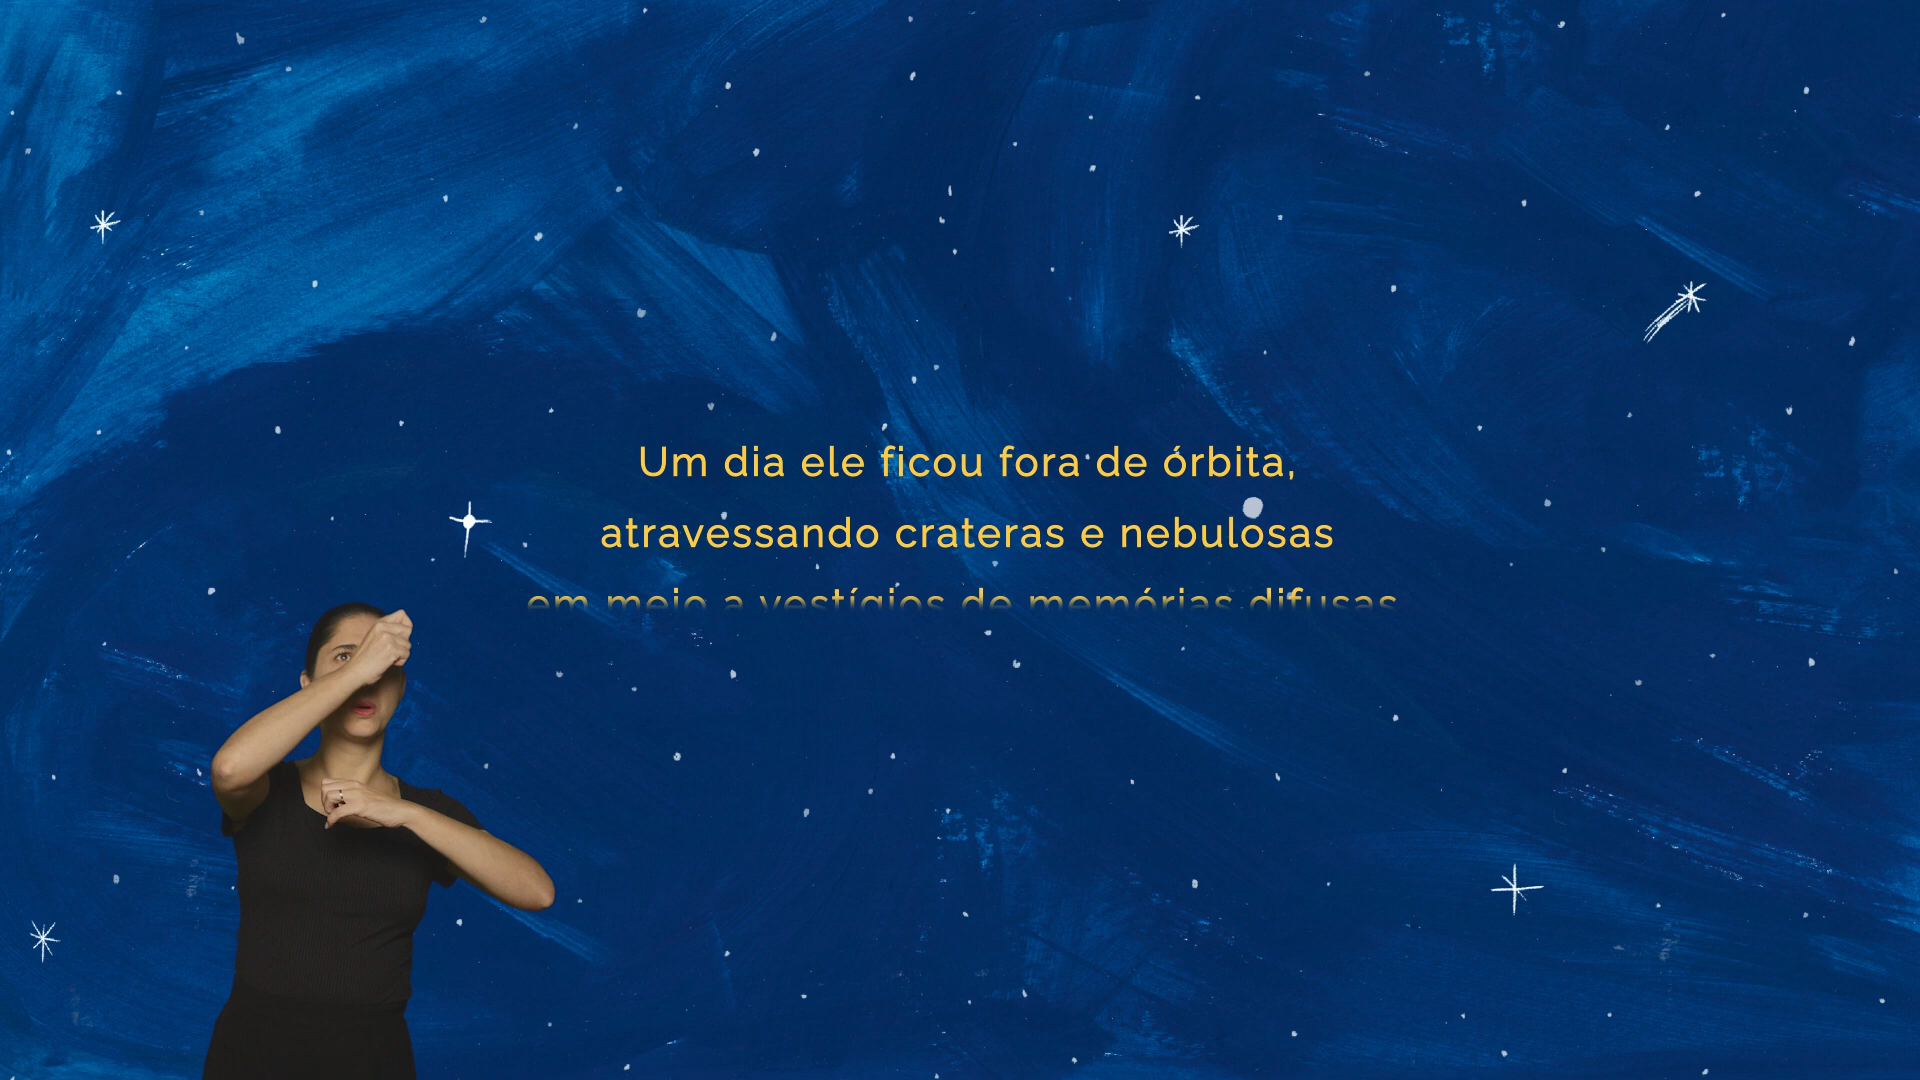 Um dia ele ficou fora de órbita,
atravessando crateras e nebulosas
em meio a vestígios de memórias difusas